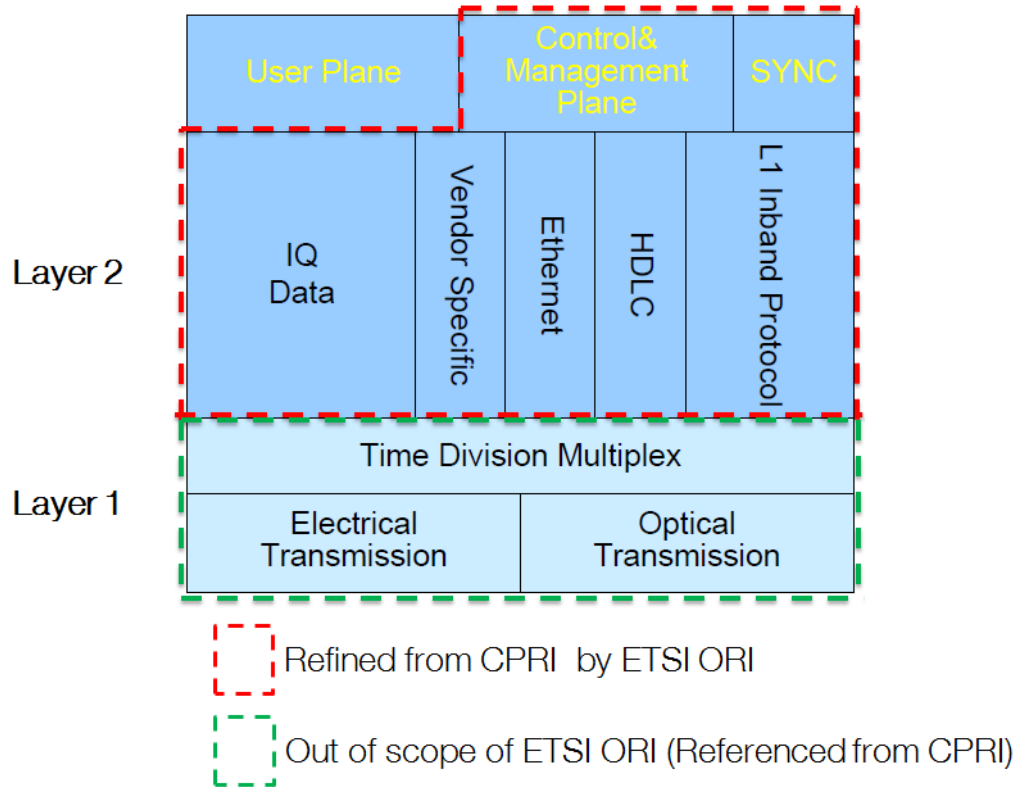 User Plane
Control&
Management
Plane
SYNC
Layer 2
IQ
Data
Vendor Specific
Ethernet
HDLC
L1 Inband Protocol
Layer 1
Time Division Multiplex
Electrical
Transmission
Optical
Transmission
Refined from CPRI by ETSI ORI
Out of scope of ETSI ORI (Referenced from CPRI)